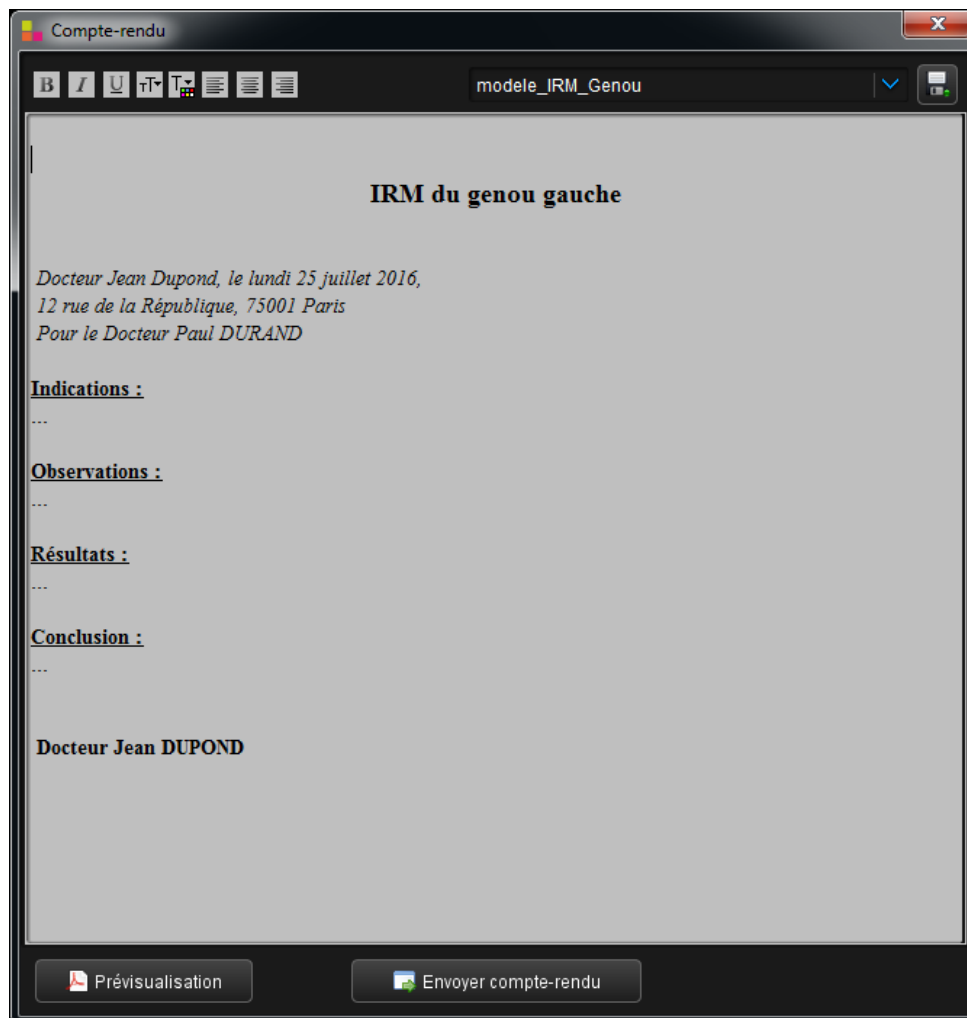 Compte-rendu
B I U TT T
modele_IRM_Genou
IRM du genou gauche
Docteur Jean Dupond, le lundi 25 juillet 2016,
12 rue de la République, 75001 Paris
Pour le Docteur Paul DURAND
Indications :
---
Observations :
---
Résultats :
---
Conclusion :
---
Docteur Jean DUPOND
Prévisualisation
Envoyer compte-rendu